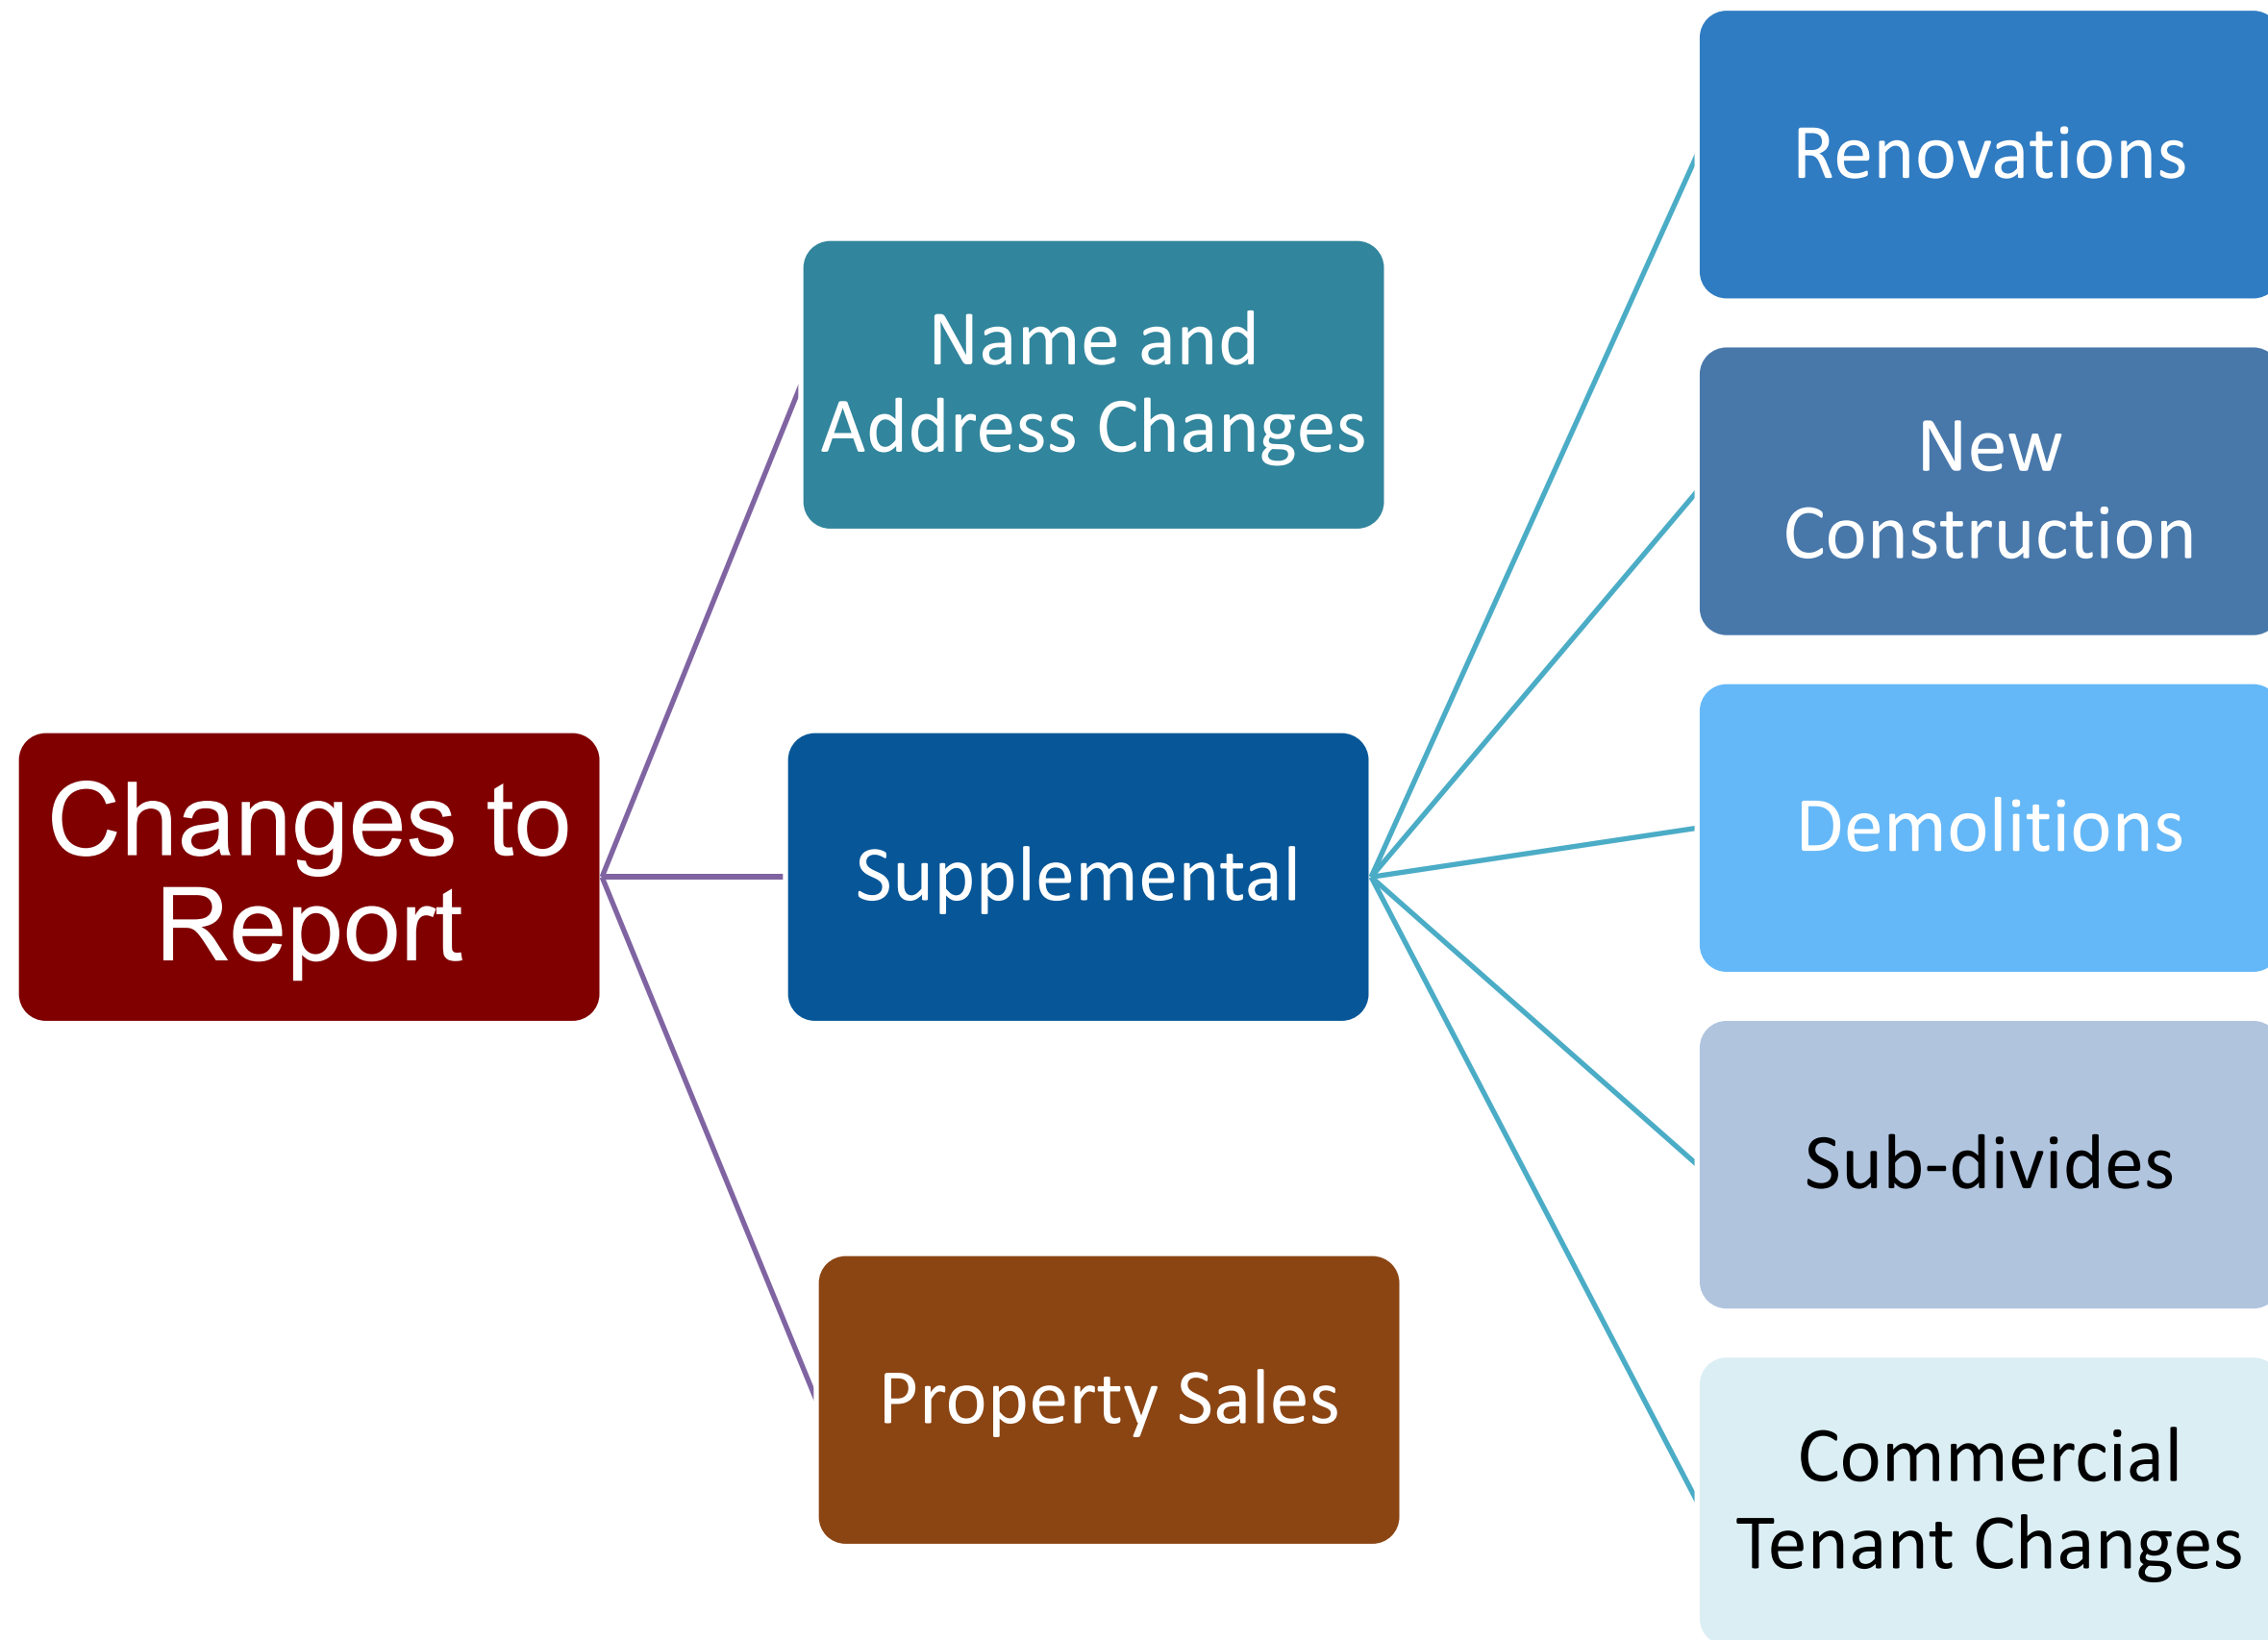 Changes to
Report
Name and
Address Changes
Supplemental
Property Sales
Renovations
New
Construction
Demolitions
Sub-divides
Commercial
Tenant Changes